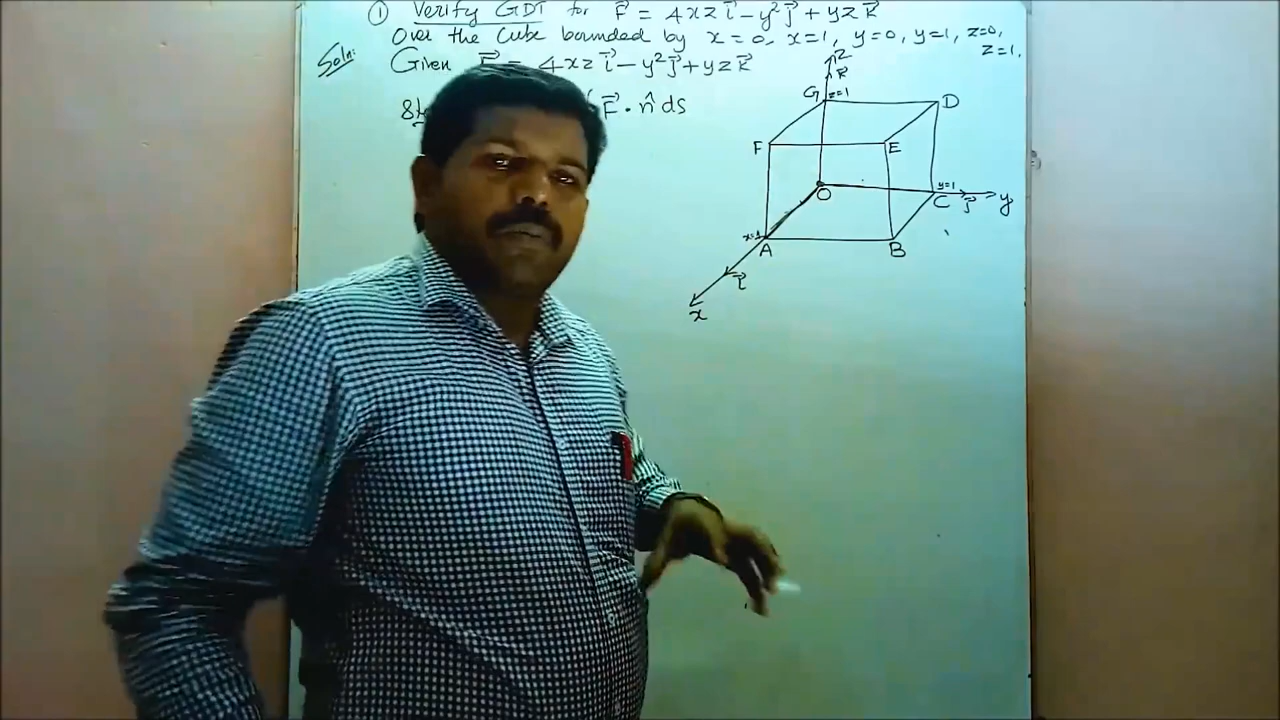 ① Verify GDT for F⃗ = 4xz i⃗ - y² j⃗ + yz k⃗
Over the Cube bounded by x=0, x=1, y=0, y=1, z=0,
z=1.
Soln:
Given F⃗ = 4xz i⃗ - y² j⃗ + yz k⃗
F⃗ · n̂ ds
z
k⃗
G z=1
D
F
E
O
y=1
C j⃗ y
x=1
A
B
i⃗
x